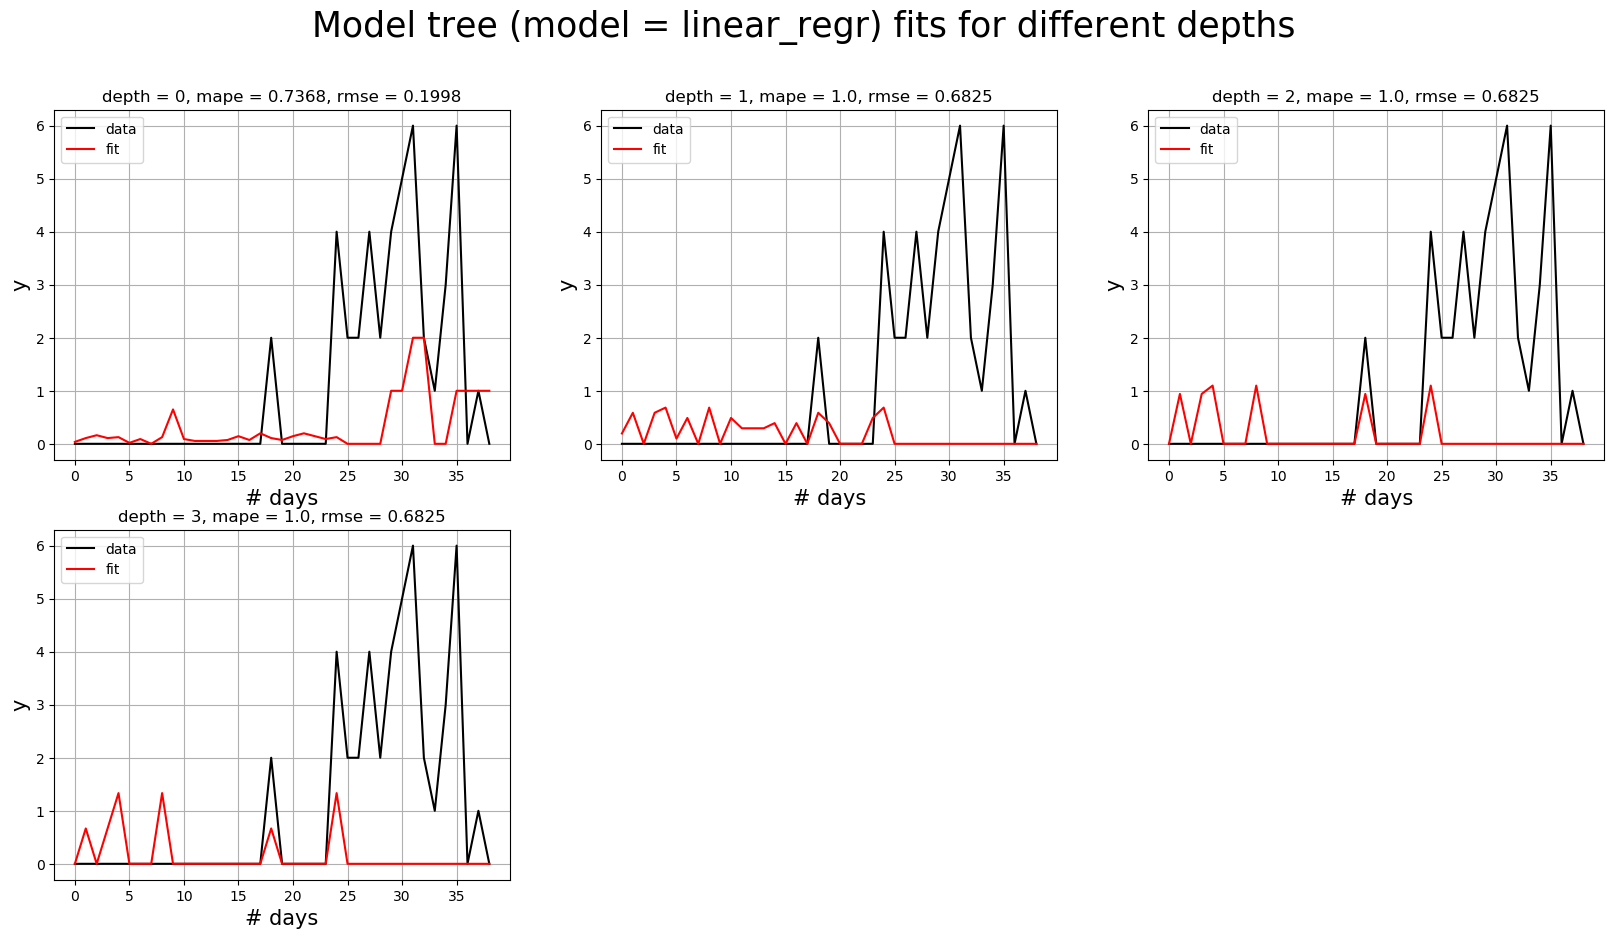 Model tree (model = linear_regr) fits for different depths
depth = 0, mape = 0.7368, rmse = 0.1998
data
fit
y
6
5
4
3
2
1
0
0 5 10 15 20 25 30 35
# days
depth = 1, mape = 1.0, rmse = 0.6825
data
fit
y
6
5
4
3
2
1
0
0 5 10 15 20 25 30 35
# days
depth = 2, mape = 1.0, rmse = 0.6825
data
fit
y
6
5
4
3
2
1
0
0 5 10 15 20 25 30 35
# days
depth = 3, mape = 1.0, rmse = 0.6825
data
fit
y
6
5
4
3
2
1
0
0 5 10 15 20 25 30 35
# days